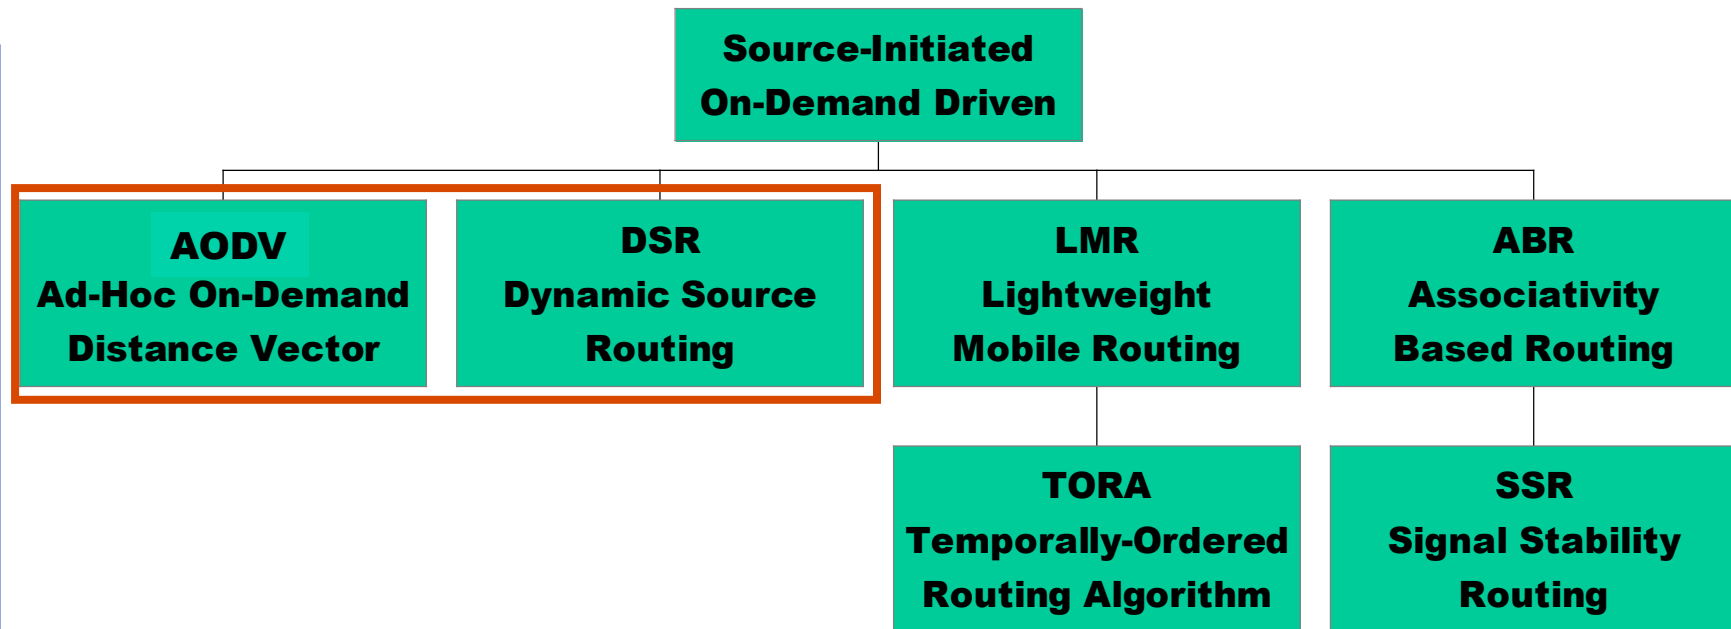 Source-Initiated
On-Demand Driven
AODV
Ad-Hoc On-Demand
Distance Vector
DSR
Dynamic Source
Routing
LMR
Lightweight
Mobile Routing
ABR
Associativity
Based Routing
TORA
Temporally-Ordered
Routing Algorithm
SSR
Signal Stability
Routing